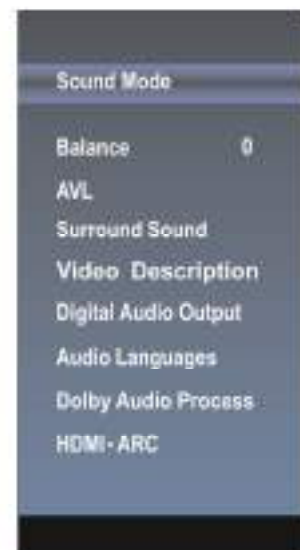 Sound Mode
Balance 0
AVL
Surround Sound
Video Description
Digital Audio Output
Audio Languages
Dolby Audio Process
HDMI-ARC